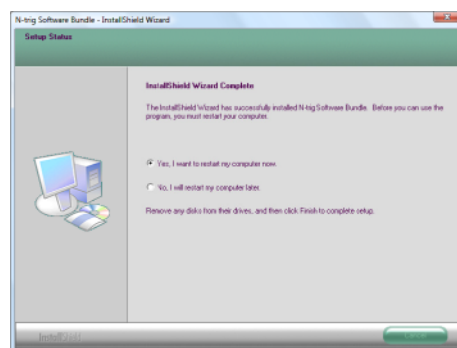 N-trig Software Bundle - InstallShield Wizard
Setup Status
InstallShield Wizard Complete
The InstallShield Wizard has successfully installed N-trig Software Bundle. Before you can use the
program, you must restart your computer.
Yes, I want to restart my computer now.
No, I will restart my computer later.
Remove any disks from their drives, and then click Finish to complete setup.
InstallShield